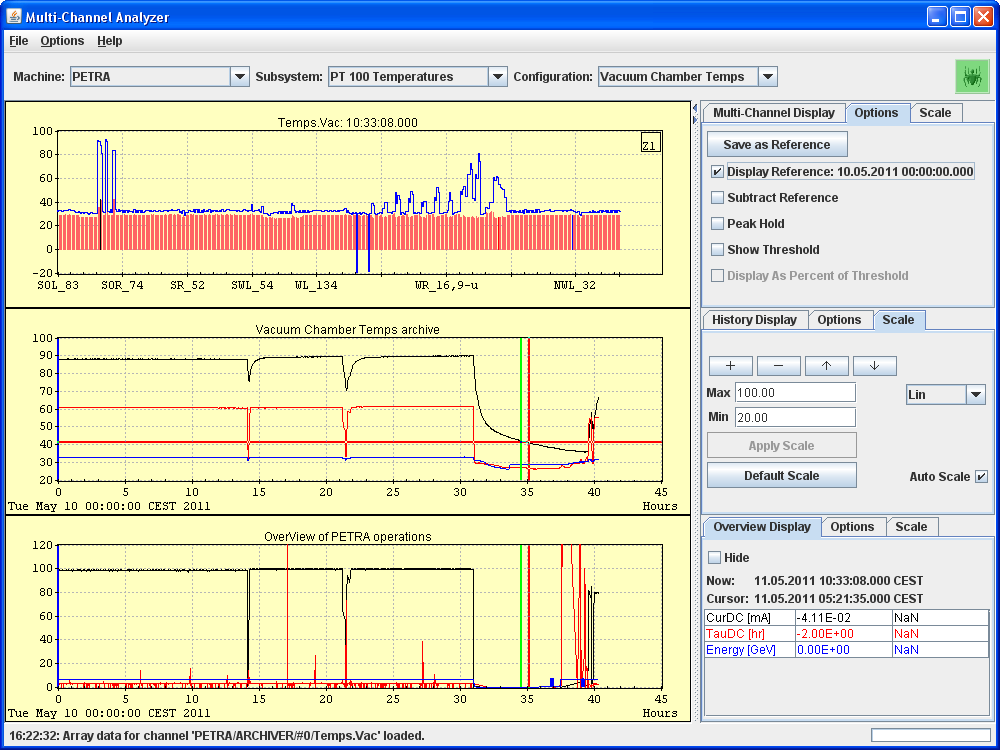 Multi-Channel Analyzer
File Options Help
Machine: PETRA Subsystem: PT 100 Temperatures Configuration: Vacuum Chamber Temps
Temps.Vac: 10:33:08.000
Z1
100
80
60
40
20
0
-20
SOL_83 SOR_74 SR_52 SWL_54 WL_134 WR_16,9-u NWL_32
Vacuum Chamber Temps archive
100
90
80
70
60
50
40
30
20
0 5 10 15 20 25 30 35 40 45
Tue May 10 00:00:00 CEST 2011 Hours
OverView of PETRA operations
120
100
80
60
40
20
0
0 5 10 15 20 25 30 35 40 45
Tue May 10 00:00:00 CEST 2011 Hours
Multi-Channel Display Options Scale
Save as Reference
Display Reference: 10.05.2011 00:00:00.000
Subtract Reference
Peak Hold
Show Threshold
Display As Percent of Threshold
History Display Options Scale
+ − ↑ ↓
Max 100.00 Lin
Min 20.00
Apply Scale
Default Scale Auto Scale
Overview Display Options Scale
Hide
Now: 11.05.2011 10:33:08.000 CEST
Cursor: 11.05.2011 05:21:35.000 CEST
CurDC [mA] -4.11E-02 NaN
TauDC [hr] -2.00E+00 NaN
Energy [GeV] 0.00E+00 NaN
16:22:32: Array data for channel 'PETRA/ARCHIVER/#0/Temps.Vac' loaded.